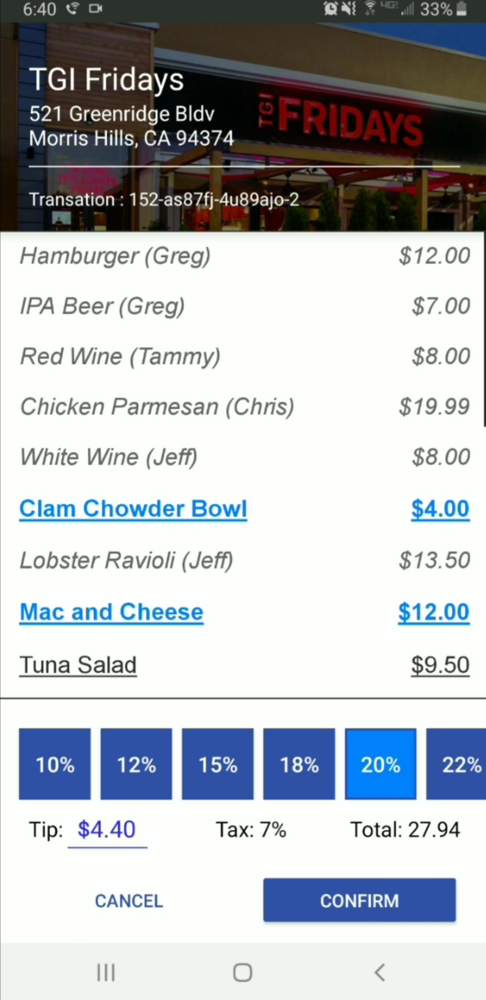 6:40 4GE 33%
TGI Fridays
521 Greenridge Bldv
Morris Hills, CA 94374
TGI FRIDAYS
Transation : 152-as87fj-4u89ajo-2
Hamburger (Greg) $12.00
IPA Beer (Greg) $7.00
Red Wine (Tammy) $8.00
Chicken Parmesan (Chris) $19.99
White Wine (Jeff) $8.00
Clam Chowder Bowl $4.00
Lobster Ravioli (Jeff) $13.50
Mac and Cheese $12.00
Tuna Salad $9.50
10% 12% 15% 18% 20% 22%
Tip: $4.40 Tax: 7% Total: 27.94
CANCEL CONFIRM